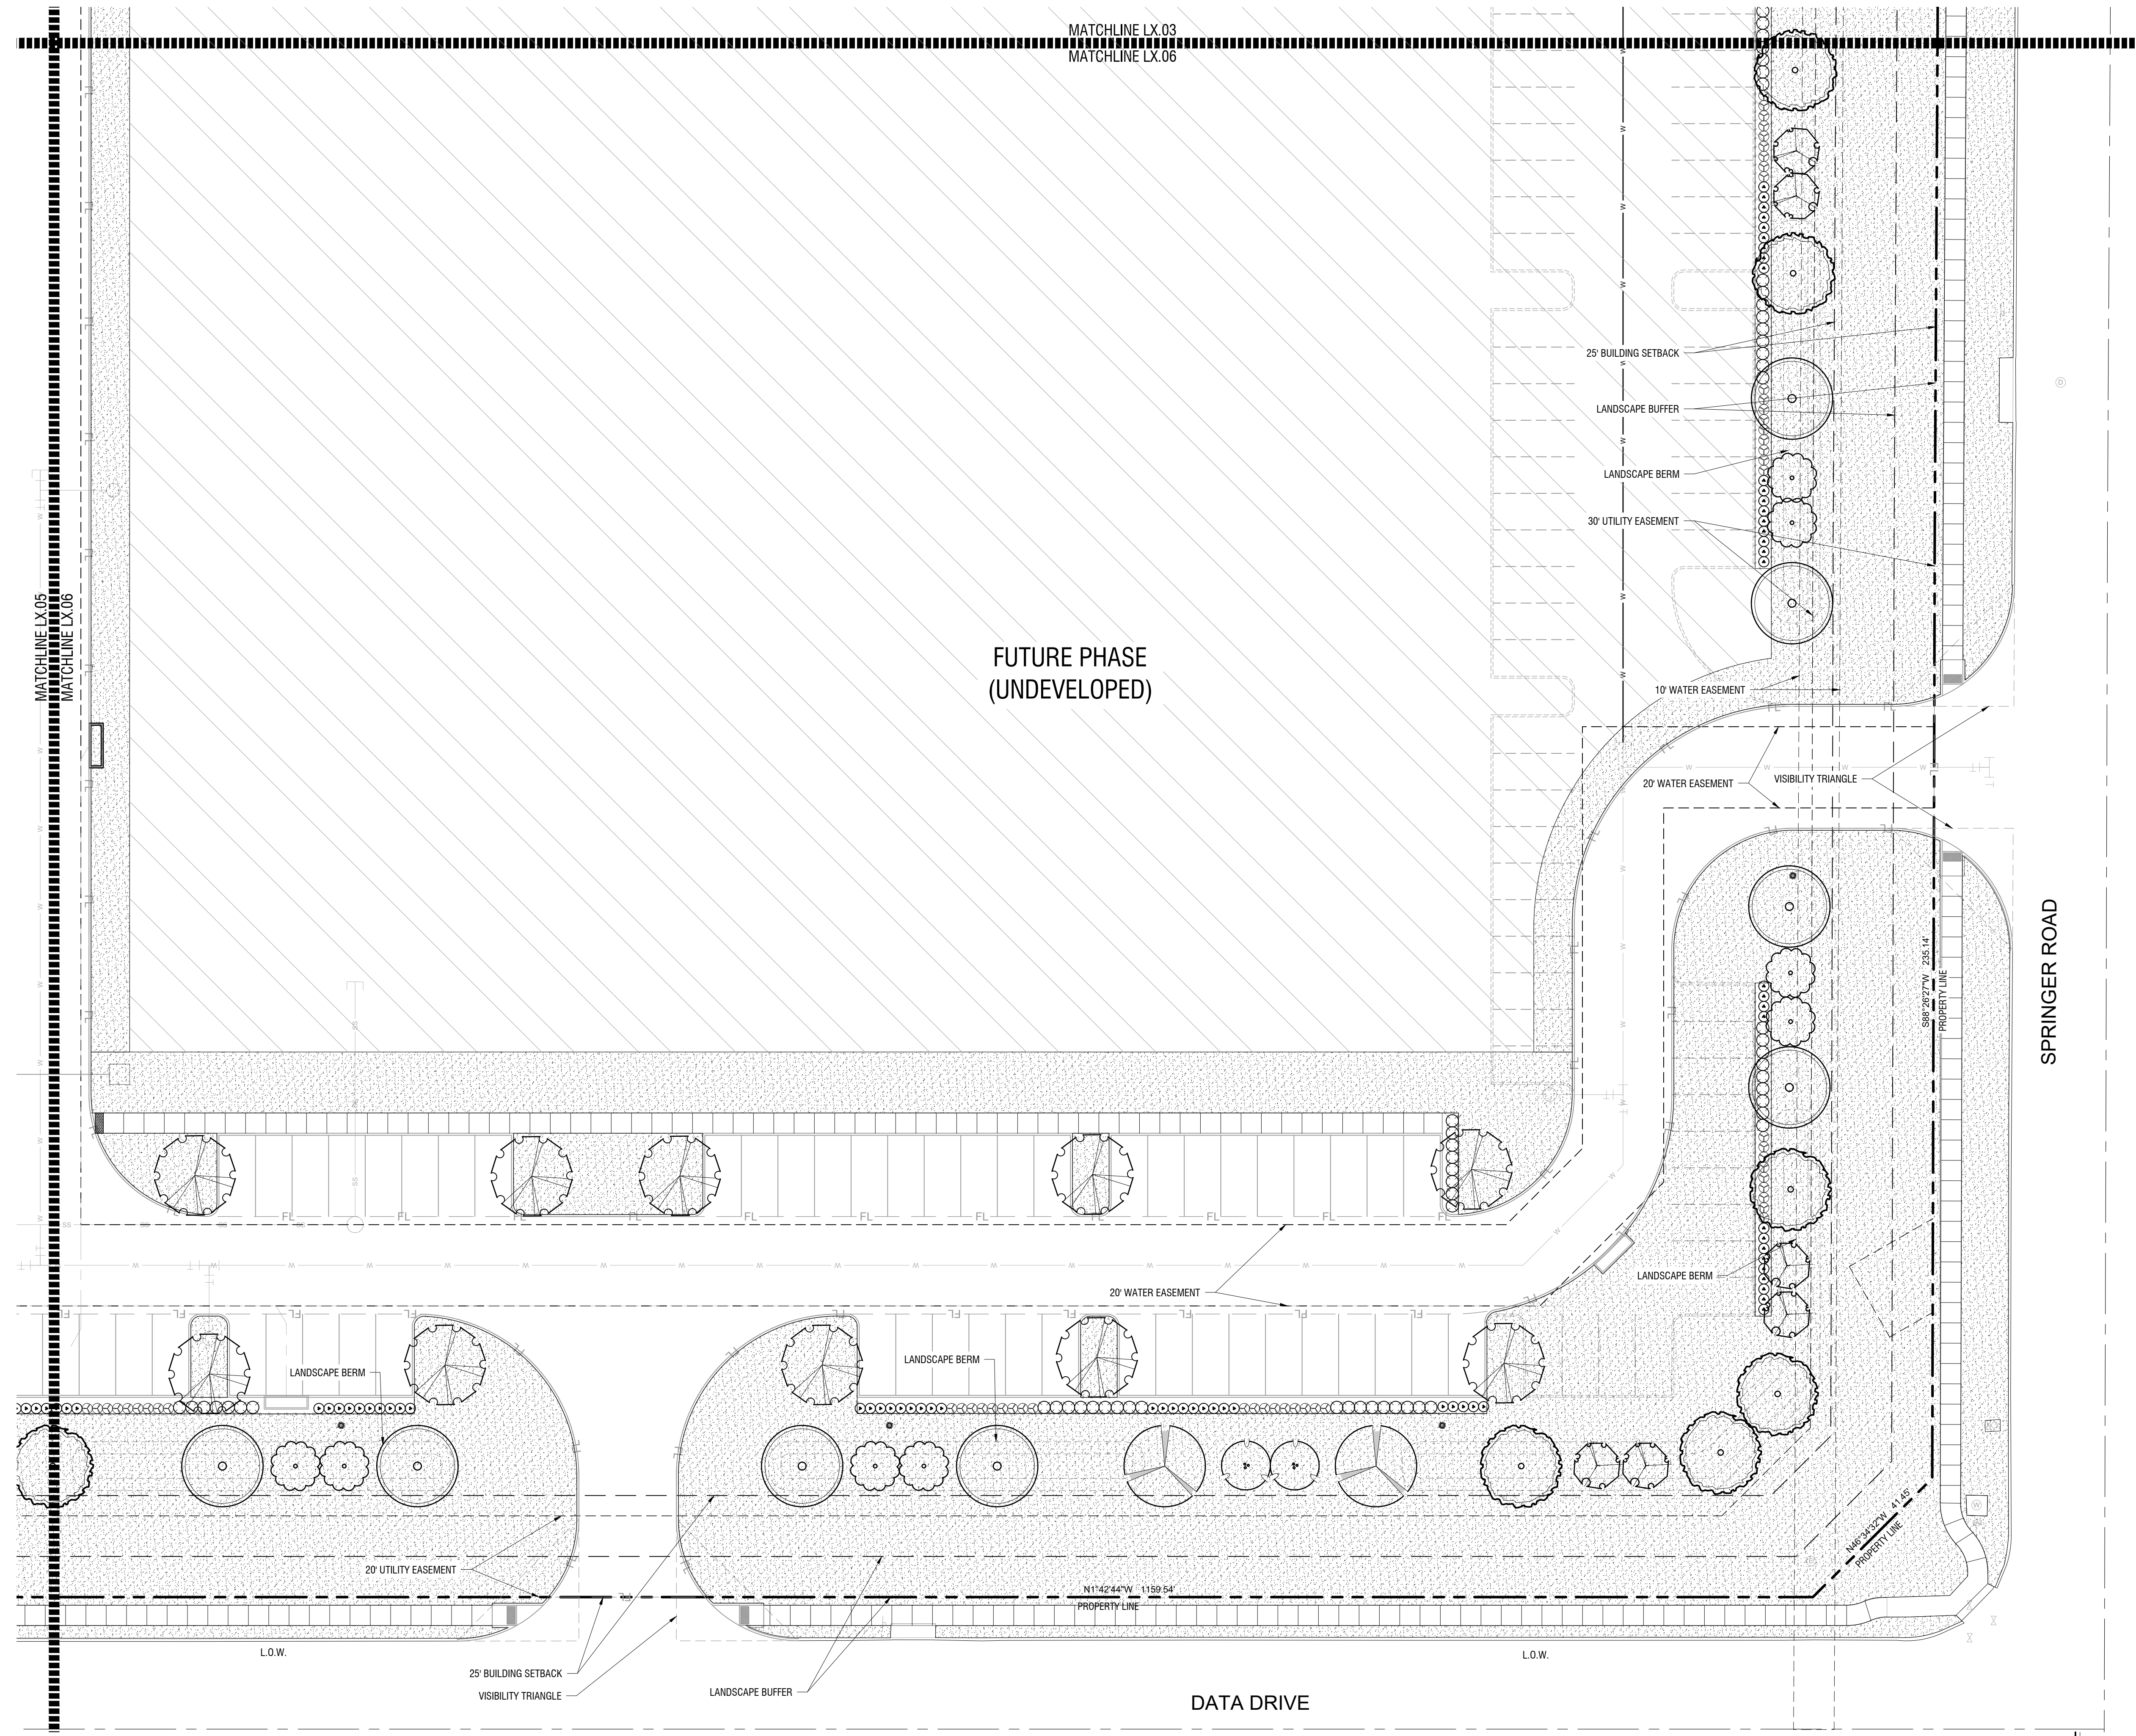 MATCHLINE LX.03
MATCHLINE LX.06
25' BUILDING SETBACK
LANDSCAPE BUFFER
LANDSCAPE BERM
30' UTILITY EASEMENT
MATCHLINE LX.05
MATCHLINE LX.06
FUTURE PHASE
(UNDEVELOPED)
10' WATER EASEMENT
20' WATER EASEMENT
VISIBILITY TRIANGLE
S88°26'27"W 235.14'
PROPERTY LINE
SPRINGER ROAD
LANDSCAPE BERM
20' WATER EASEMENT
LANDSCAPE BERM
LANDSCAPE BERM
N46°34'32"W 41.45'
PROPERTY LINE
20' UTILITY EASEMENT
N1°42'44"W 1159.54'
PROPERTY LINE
L.O.W.
L.O.W.
25' BUILDING SETBACK
VISIBILITY TRIANGLE
LANDSCAPE BUFFER
DATA DRIVE